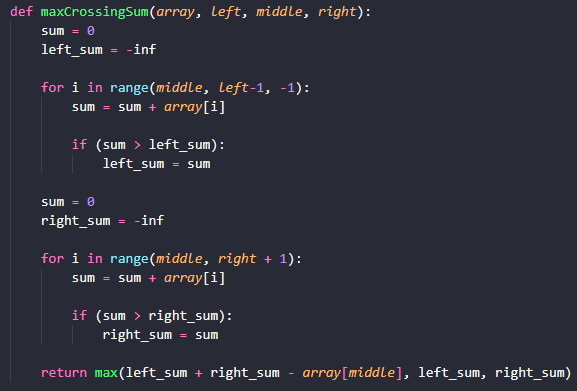 def maxCrossingSum(array, left, middle, right):
    sum = 0
    left_sum = -inf

    for i in range(middle, left-1, -1):
        sum = sum + array[i]

        if (sum > left_sum):
            left_sum = sum

    sum = 0
    right_sum = -inf

    for i in range(middle, right + 1):
        sum = sum + array[i]

        if (sum > right_sum):
            right_sum = sum

    return max(left_sum + right_sum - array[middle], left_sum, right_sum)